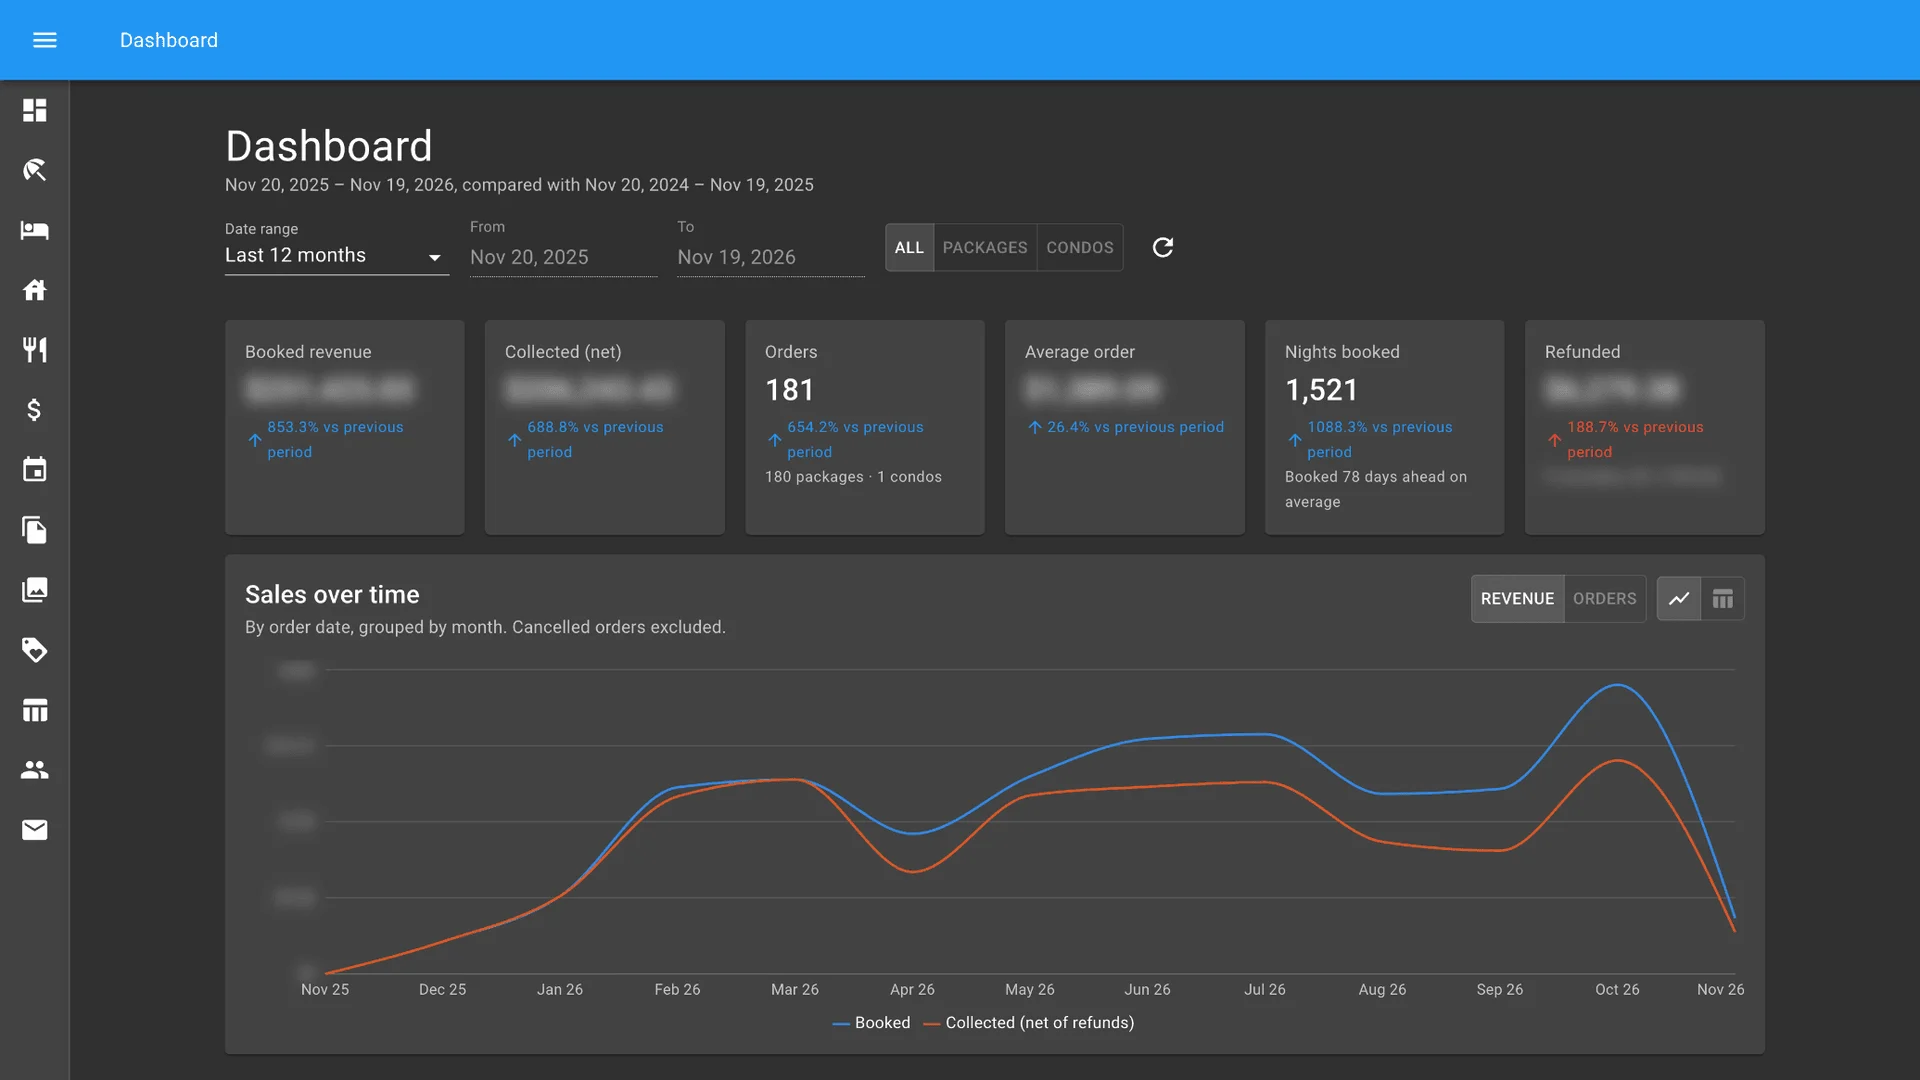 Dashboard
Dashboard
Nov 20, 2025 – Nov 19, 2026, compared with Nov 20, 2024 – Nov 19, 2025
Date range
Last 12 months
From
Nov 20, 2025
To
Nov 19, 2026
ALL PACKAGES CONDOS
Booked revenue
853.3% vs previous
period
Collected (net)
688.8% vs previous
period
Orders
181
654.2% vs previous
period
180 packages · 1 condos
Average order
26.4% vs previous period
Nights booked
1,521
1088.3% vs previous
period
Booked 78 days ahead on
average
Refunded
188.7% vs previous
period
Sales over time
By order date, grouped by month. Cancelled orders excluded.
REVENUE ORDERS
Nov 25 Dec 25 Jan 26 Feb 26 Mar 26 Apr 26 May 26 Jun 26 Jul 26 Aug 26 Sep 26 Oct 26 Nov 26
Booked Collected (net of refunds)